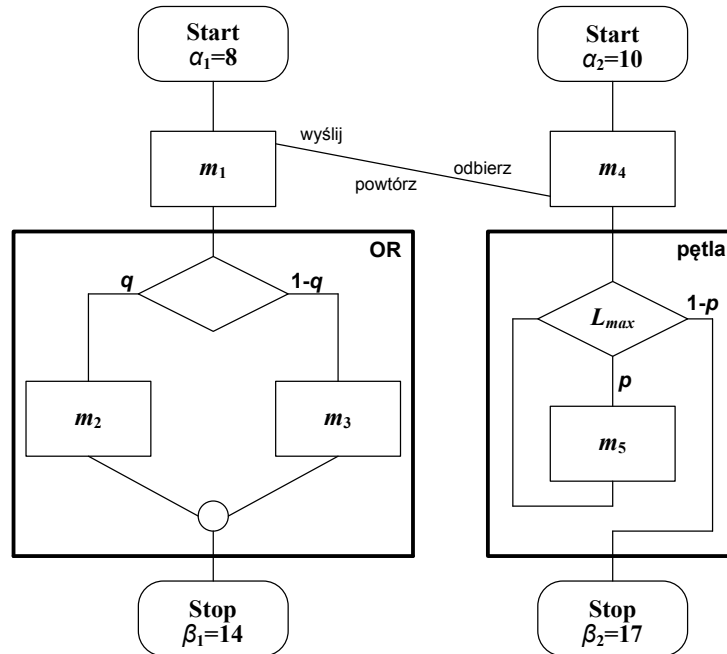 Start
α₁=8
Start
α₂=10
wyślij
m₁
odbierz
m₄
powtórz
OR
pętla
q
1-q
1-p
Lmax
p
m₂
m₃
m₅
Stop
β₁=14
Stop
β₂=17